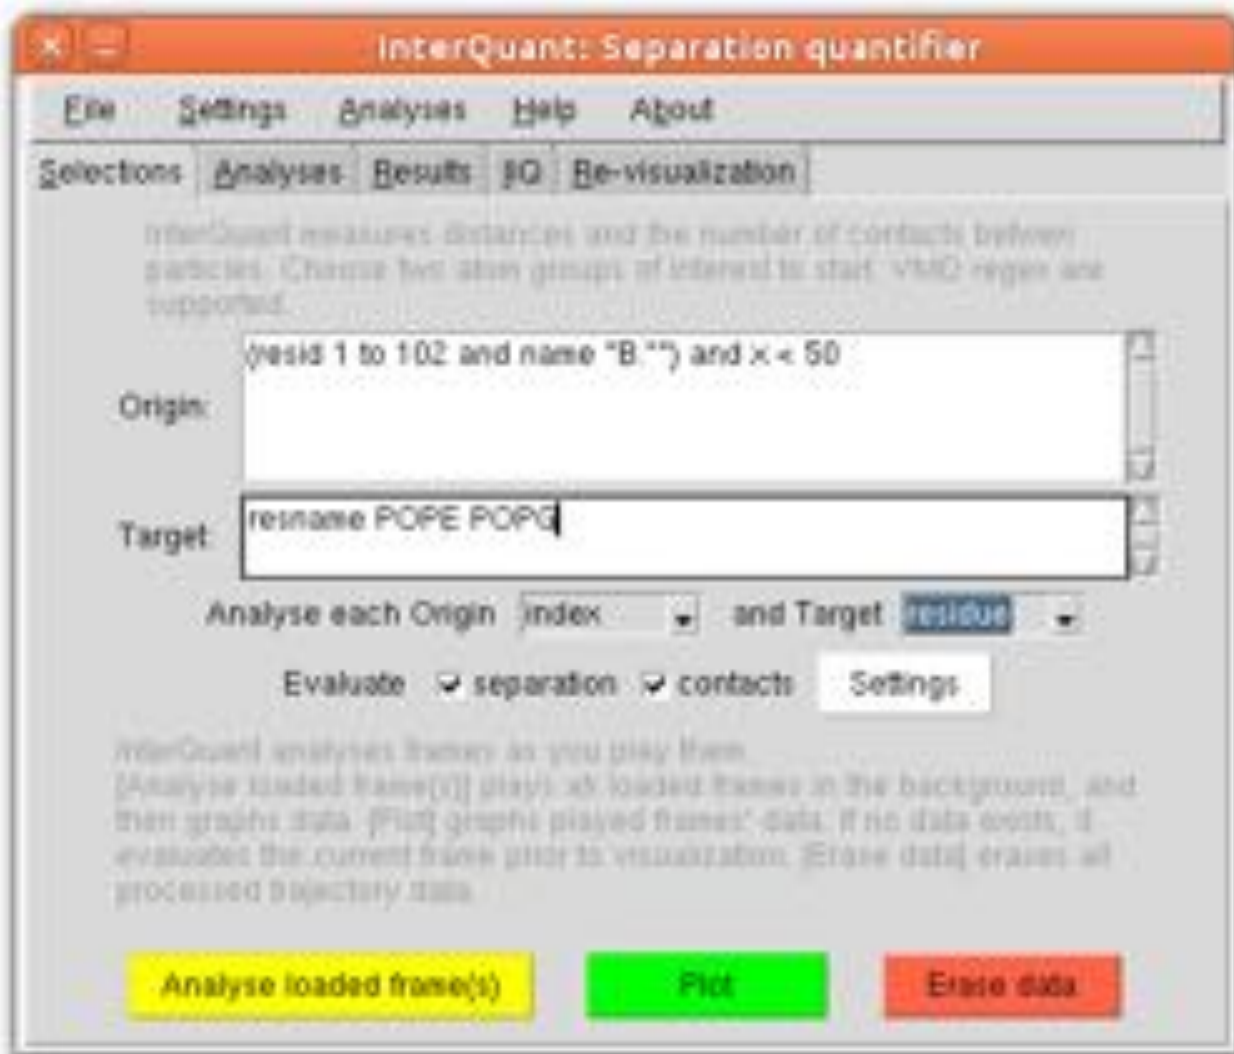 InterQuant: Separation quantifier
File Settings Analyses Help About
Selections Analyses Results IIQ Re-visualization
InterQuant measures distances and the number of contacts between
particles. Choose two atom groups of interest to start. VMD regex are
supported.
Origin:
(resid 1 to 102 and name "B.*") and x < 50
Target:
resname POPE POPG
Analyse each Origin index and Target residue
Evaluate separation contacts Settings
InterQuant analyses frames as you play them.
[Analyse loaded frame(s)] plays all loaded frames in the background, and
then graphs data. [Plot] graphs played frames' data. If no data exists, it
evaluates the current frame prior to visualization. [Erase data] erases all
processed trajectory data.
Analyse loaded frame(s) Plot Erase data